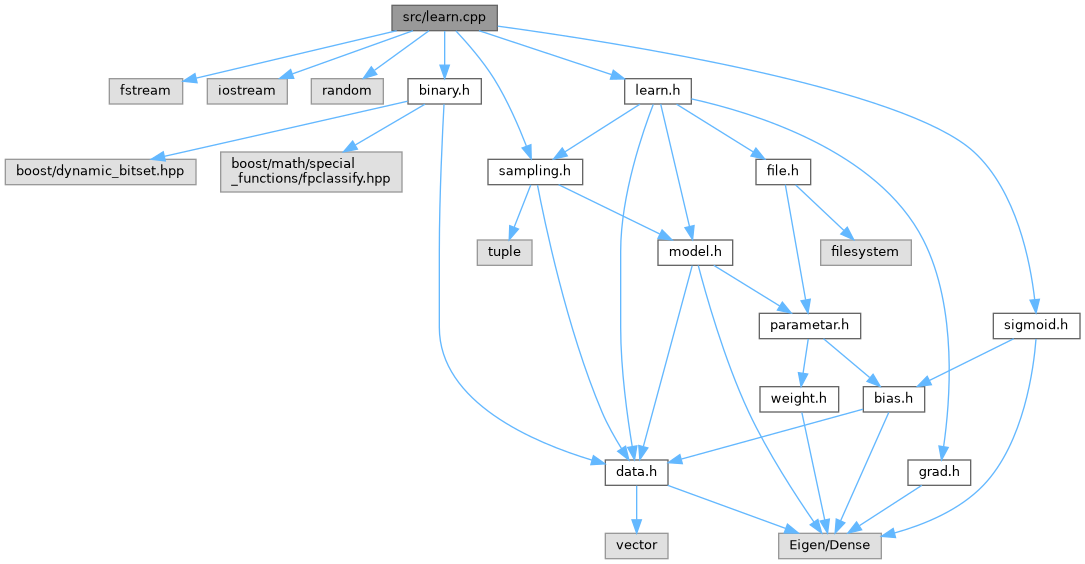 src/learn.cpp
fstream
iostream
random
binary.h
learn.h
boost/dynamic_bitset.hpp
boost/math/special
_functions/fpclassify.hpp
sampling.h
file.h
tuple
model.h
filesystem
parametar.h
sigmoid.h
weight.h
bias.h
data.h
grad.h
vector
Eigen/Dense